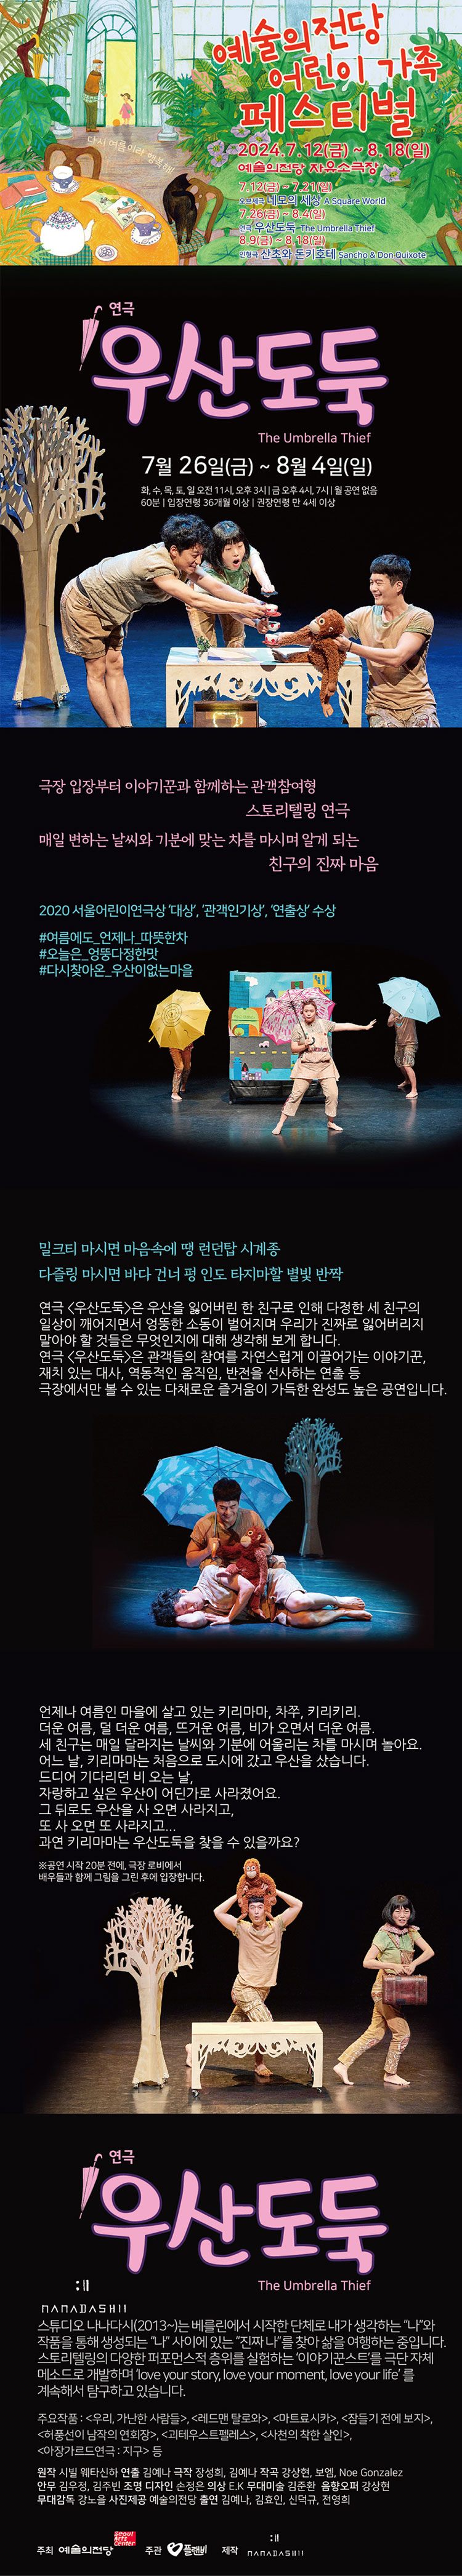 예술의전당
어린이 가족
페스티벌
2024.7.12(금) ~ 8.18(일)
예술의전당 자유소극장
다시 여름이라 행복해!
7.12(금) ~ 7.21(일)
오브제극 네모의 세상 A Square World
7.26(금) ~ 8.4(일)
연극 우산도둑 The Umbrella Thief
8.9(금) ~ 8.18(일)
인형극 산초와 돈키호테 Sancho & Don Quixote
연극
우산도둑
The Umbrella Thief
7월 26일(금) ~ 8월 4일(일)
화, 수, 목, 토, 일 오전 11시, 오후 3시 | 금 오후 4시, 7시 | 월 공연 없음
60분 | 입장연령 36개월 이상 | 권장연령 만 4세 이상
극장 입장부터 이야기꾼과 함께하는 관객참여형
스토리텔링 연극
매일 변하는 날씨와 기분에 맞는 차를 마시며 알게 되는
친구의 진짜 마음
2020 서울어린이연극상 ‘대상’, ‘관객인기상’, ‘연출상’ 수상
#여름에도_언제나_따뜻한차
#오늘은_엉뚱다정한맛
#다시찾아온_우산이없는마을
밀크티 마시면 마음속에 땡 런던탑 시계종
다즐링 마시면 바다 건너 펑 인도 타지마할 별빛 반짝
연극 <우산도둑>은 우산을 잃어버린 한 친구로 인해 다정한 세 친구의
일상이 깨어지면서 엉뚱한 소동이 벌어지며 우리가 진짜로 잃어버리지
말아야 할 것들은 무엇인지에 대해 생각해 보게 합니다.
연극 <우산도둑>은 관객들의 참여를 자연스럽게 이끌어가는 이야기꾼,
재치 있는 대사, 역동적인 움직임, 반전을 선사하는 연출 등
극장에서만 볼 수 있는 다채로운 즐거움이 가득한 완성도 높은 공연입니다.
언제나 여름인 마을에 살고 있는 키리마마, 차쭈, 키리키리.
더운 여름, 덜 더운 여름, 뜨거운 여름, 비가 오면서 더운 여름.
세 친구는 매일 달라지는 날씨와 기분에 어울리는 차를 마시며 놀아요.
어느 날, 키리마마는 처음으로 도시에 갔고 우산을 샀습니다.
드디어 기다리던 비 오는 날,
자랑하고 싶은 우산이 어딘가로 사라졌어요.
그 뒤로도 우산을 사 오면 사라지고,
또 사 오면 또 사라지고...
과연 키리마마는 우산도둑을 찾을 수 있을까요?
※공연 시작 20분 전에, 극장 로비에서
배우들과 함께 그림을 그린 후에 입장합니다.
연극
우산도둑
The Umbrella Thief
NANADASHII
스튜디오 나나다시(2013~)는 베를린에서 시작한 단체로 내가 생각하는 “나”와
작품을 통해 생성되는 “나” 사이에 있는 “진짜 나”를 찾아 삶을 여행하는 중입니다.
스토리텔링의 다양한 퍼포먼스적 층위를 실험하는 ‘이야기꾼스트’를 극단 자체
메소드로 개발하며 ‘love your story, love your moment, love your life’ 를
계속해서 탐구하고 있습니다.
주요작품 : <우리, 가난한 사람들>, <레드맨 탈로와>, <마트료시카>, <잠들기 전에 보지>,
<허풍선이 남작의 연회장>, <괴테우스트펠레스>, <사천의 착한 살인>,
<아장가르드연극 : 지구> 등
원작 시빌 웨타신하 연출 김예나 극작 장성희, 김예나 작곡 강상현, 보엠, Noe Gonzalez
안무 김우정, 김주빈 조명 디자인 손정은 의상 E.K 무대미술 김준환 음향오퍼 강상현
무대감독 강노을 사진제공 예술의전당 출연 김예나, 김효인, 신덕규, 전영희
주최 예술의전당 Seoul Arts Center 주관 플랜비 제작 NANADASHII